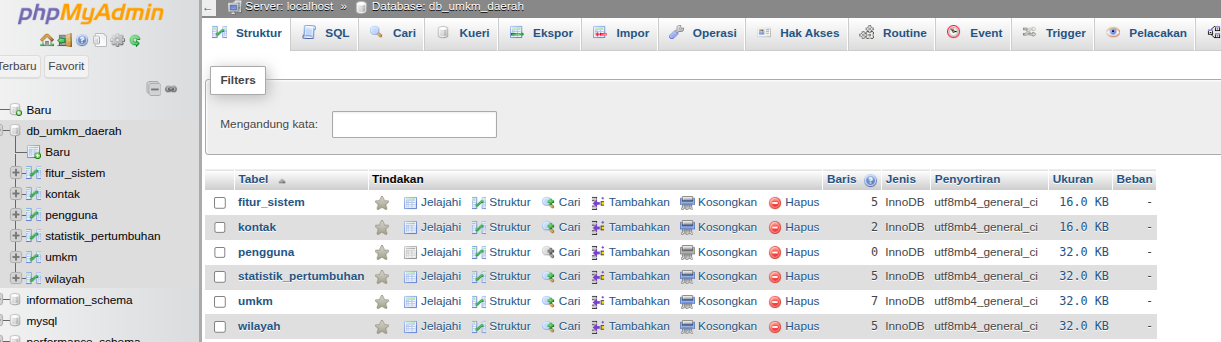 phpMyAdmin
← Server: localhost » Database: db_umkm_daerah
Struktur SQL Cari Kueri Ekspor Impor Operasi Hak Akses Routine Event Trigger Pelacakan
Terbaru Favorit
Filters
Mengandung kata:
Baru
db_umkm_daerah
Baru
fitur_sistem
kontak
pengguna
statistik_pertumbuhan
umkm
wilayah
information_schema
mysql
performance_schema
Tabel Tindakan Baris Jenis Penyortiran Ukuran Beban
fitur_sistem Jelajahi Struktur Cari Tambahkan Kosongkan Hapus 5 InnoDB utf8mb4_general_ci 16.0 KB -
kontak Jelajahi Struktur Cari Tambahkan Kosongkan Hapus 2 InnoDB utf8mb4_general_ci 16.0 KB -
pengguna Jelajahi Struktur Cari Tambahkan Kosongkan Hapus 0 InnoDB utf8mb4_general_ci 32.0 KB -
statistik_pertumbuhan Jelajahi Struktur Cari Tambahkan Kosongkan Hapus 5 InnoDB utf8mb4_general_ci 32.0 KB -
umkm Jelajahi Struktur Cari Tambahkan Kosongkan Hapus 7 InnoDB utf8mb4_general_ci 32.0 KB -
wilayah Jelajahi Struktur Cari Tambahkan Kosongkan Hapus 5 InnoDB utf8mb4_general_ci 32.0 KB -